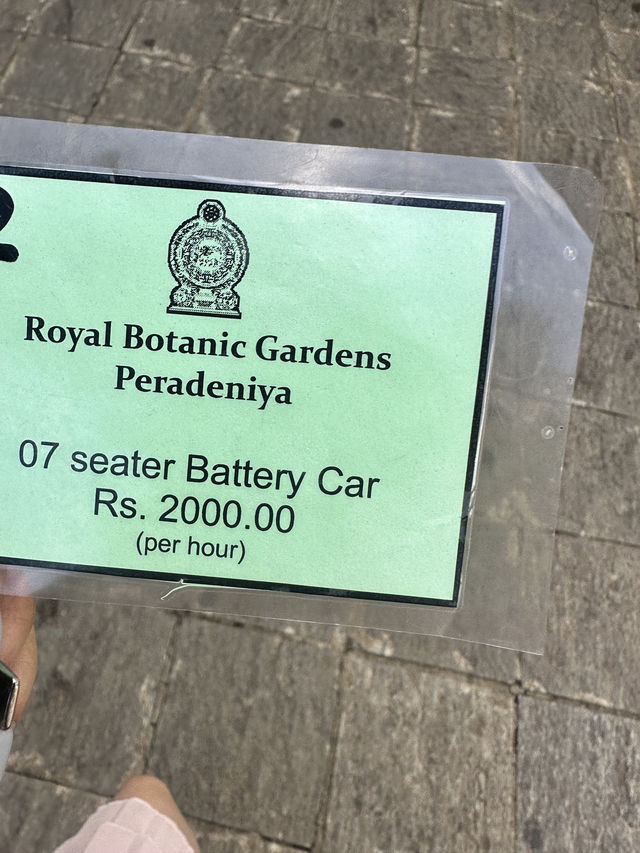 Royal Botanic Gardens
Peradeniya
07 seater Battery Car
Rs. 2000.00
(per hour)